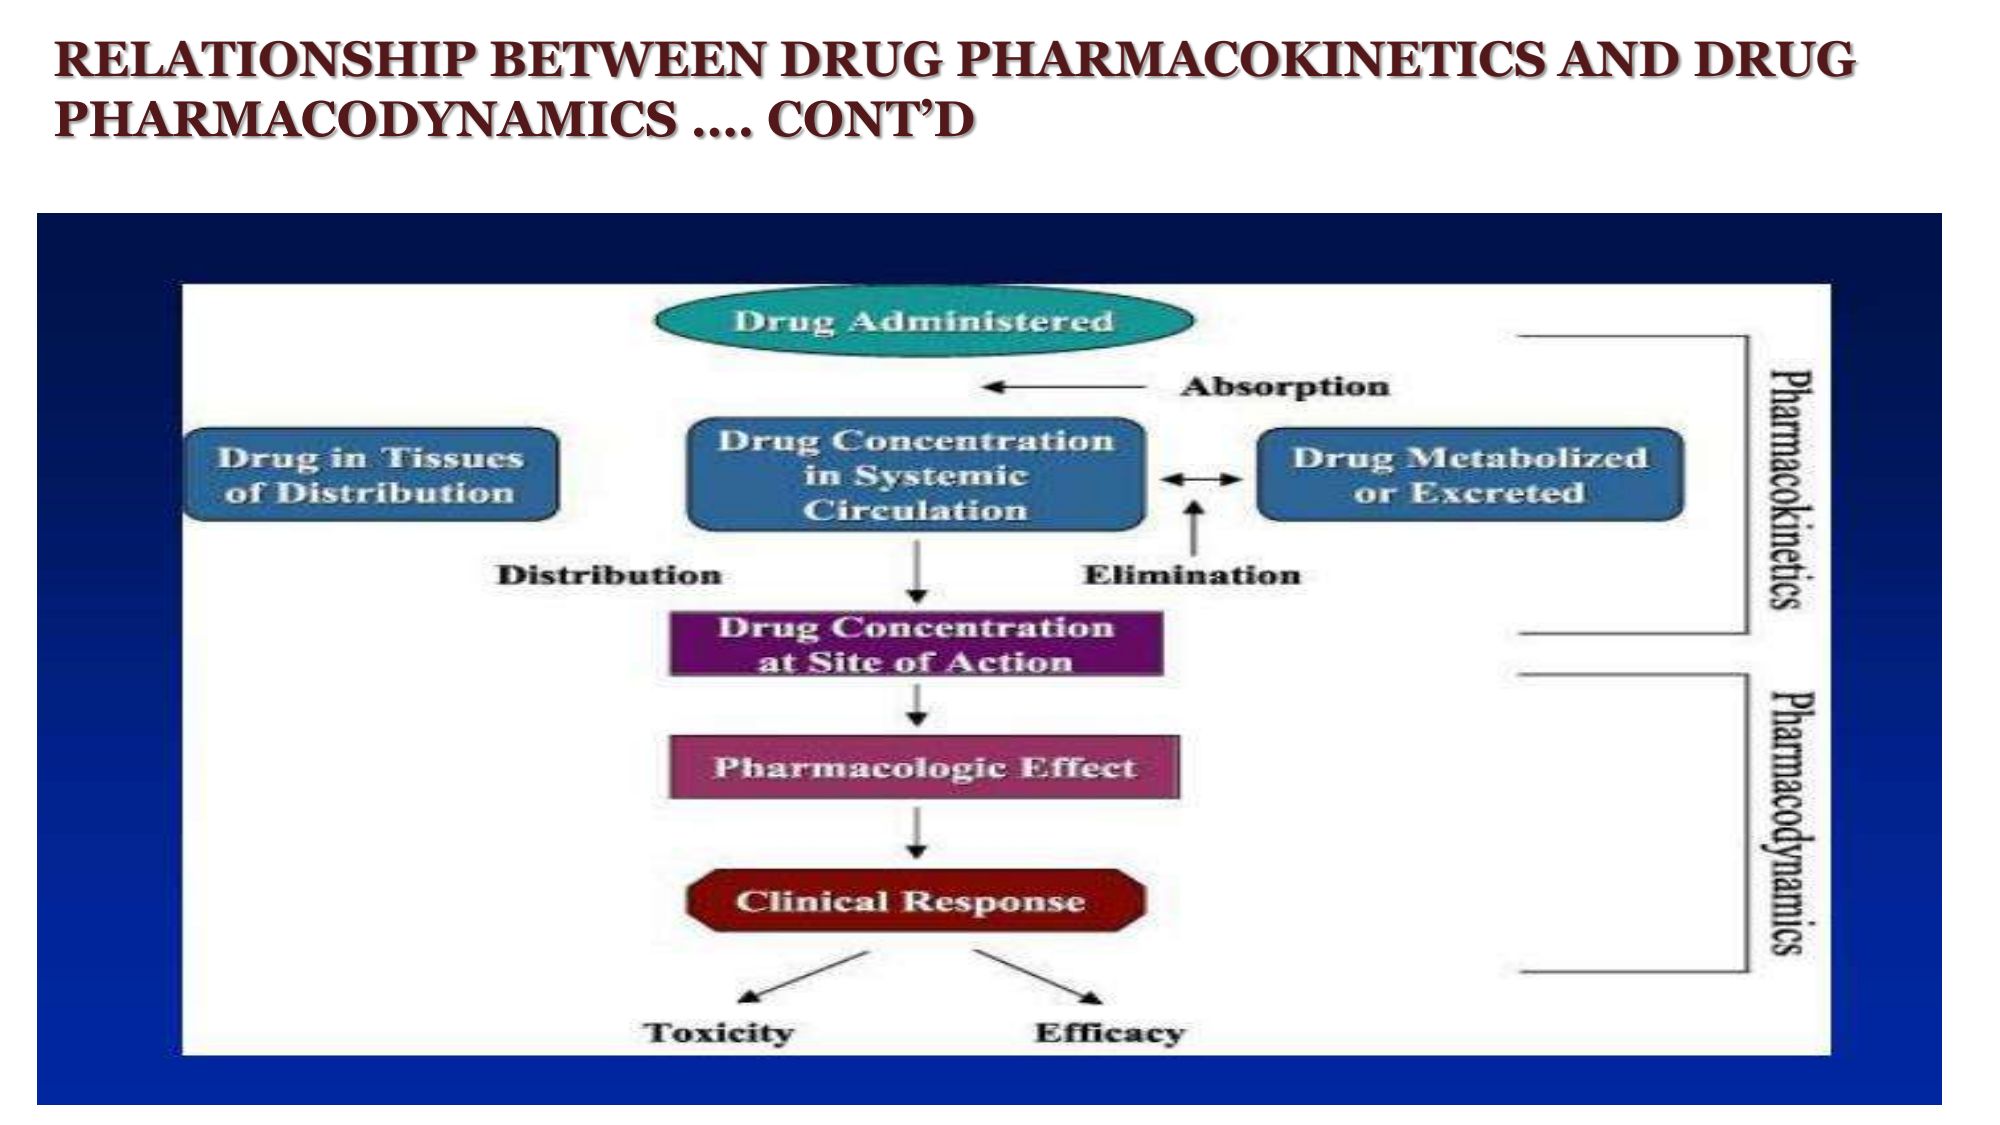 RELATIONSHIP BETWEEN DRUG PHARMACOKINETICS AND DRUG
PHARMACODYNAMICS .... CONT’D
Drug Administered
Absorption
Drug in Tissues
of Distribution
Drug Concentration
in Systemic
Circulation
Drug Metabolized
or Excreted
Distribution
Elimination
Drug Concentration
at Site of Action
Pharmacologic Effect
Clinical Response
Toxicity
Efficacy
Pharmacokinetics
Pharmacodynamics